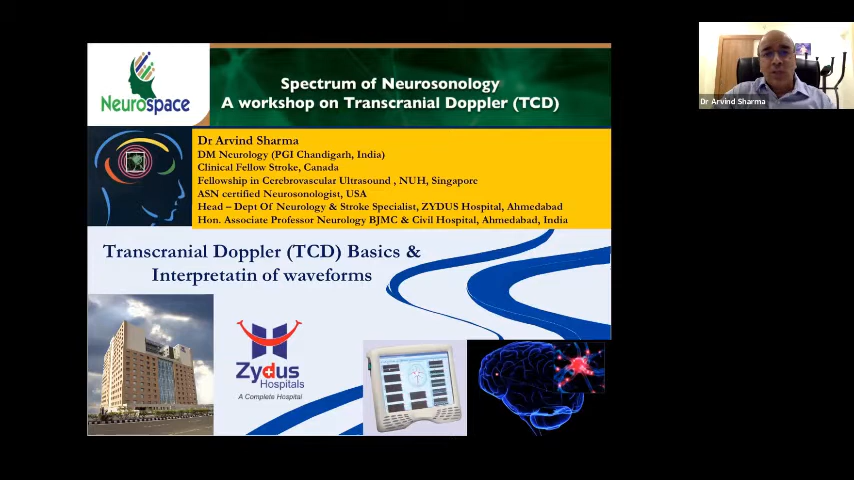 Neurospace
Spectrum of Neurosonology
A workshop on Transcranial Doppler (TCD)
Dr Arvind Sharma
DM Neurology (PGI Chandigarh, India)
Clinical Fellow Stroke, Canada
Fellowship in Cerebrovascular Ultrasound , NUH, Singapore
ASN certified Neurosonologist, USA
Head – Dept Of Neurology & Stroke Specialist, ZYDUS Hospital, Ahmedabad
Hon. Associate Professor Neurology BJMC & Civil Hospital, Ahmedabad, India
Transcranial Doppler (TCD) Basics &
Interpretatin of waveforms
Zydus
Hospitals
A Complete Hospital
Dr Arvind Sharma